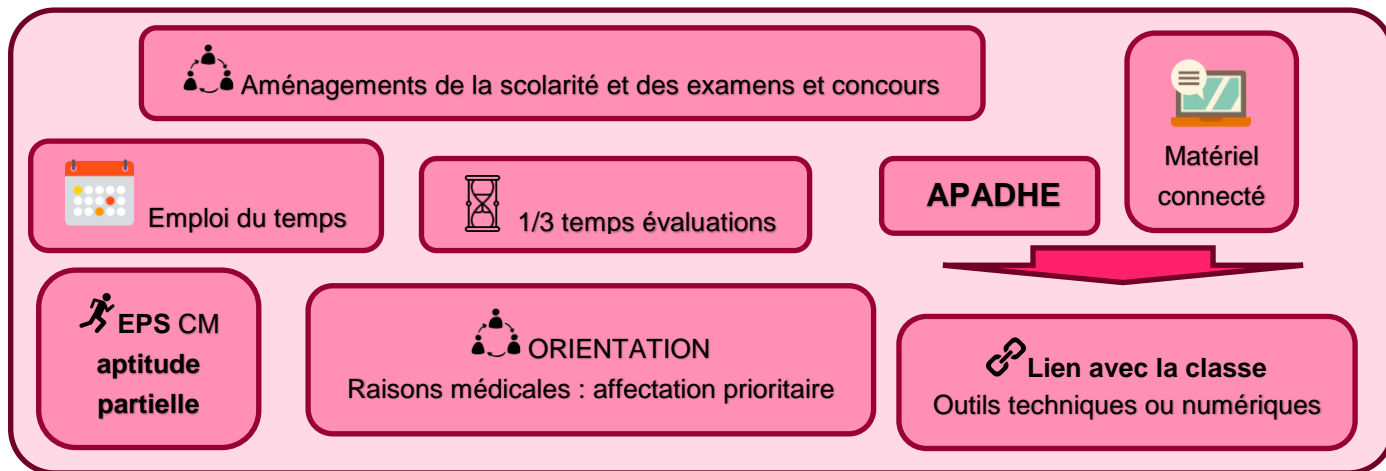 Aménagements de la scolarité et des examens et concours
Matériel
connecté
Emploi du temps
1/3 temps évaluations
APADHE
EPS CM
aptitude
partielle
ORIENTATION
Raisons médicales : affectation prioritaire
Lien avec la classe
Outils techniques ou numériques